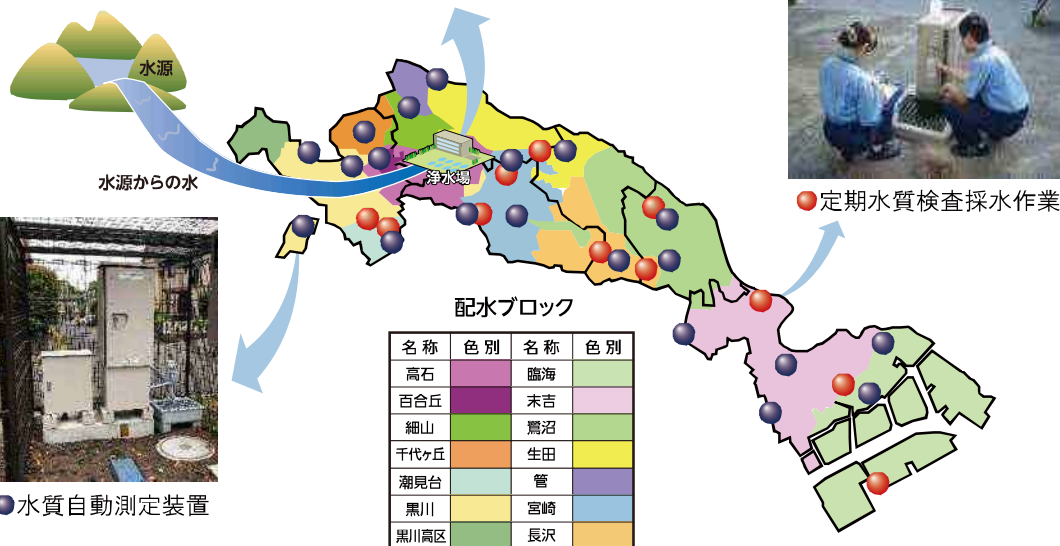 水源
水源からの水
浄水場
定期水質検査採水作業
水質自動測定装置
配水ブロック
名称 色別 名称 色別
高石 臨海
百合丘 末吉
細山 鷺沼
千代ヶ丘 生田
潮見台 菅
黒川 宮崎
黒川高区 長沢